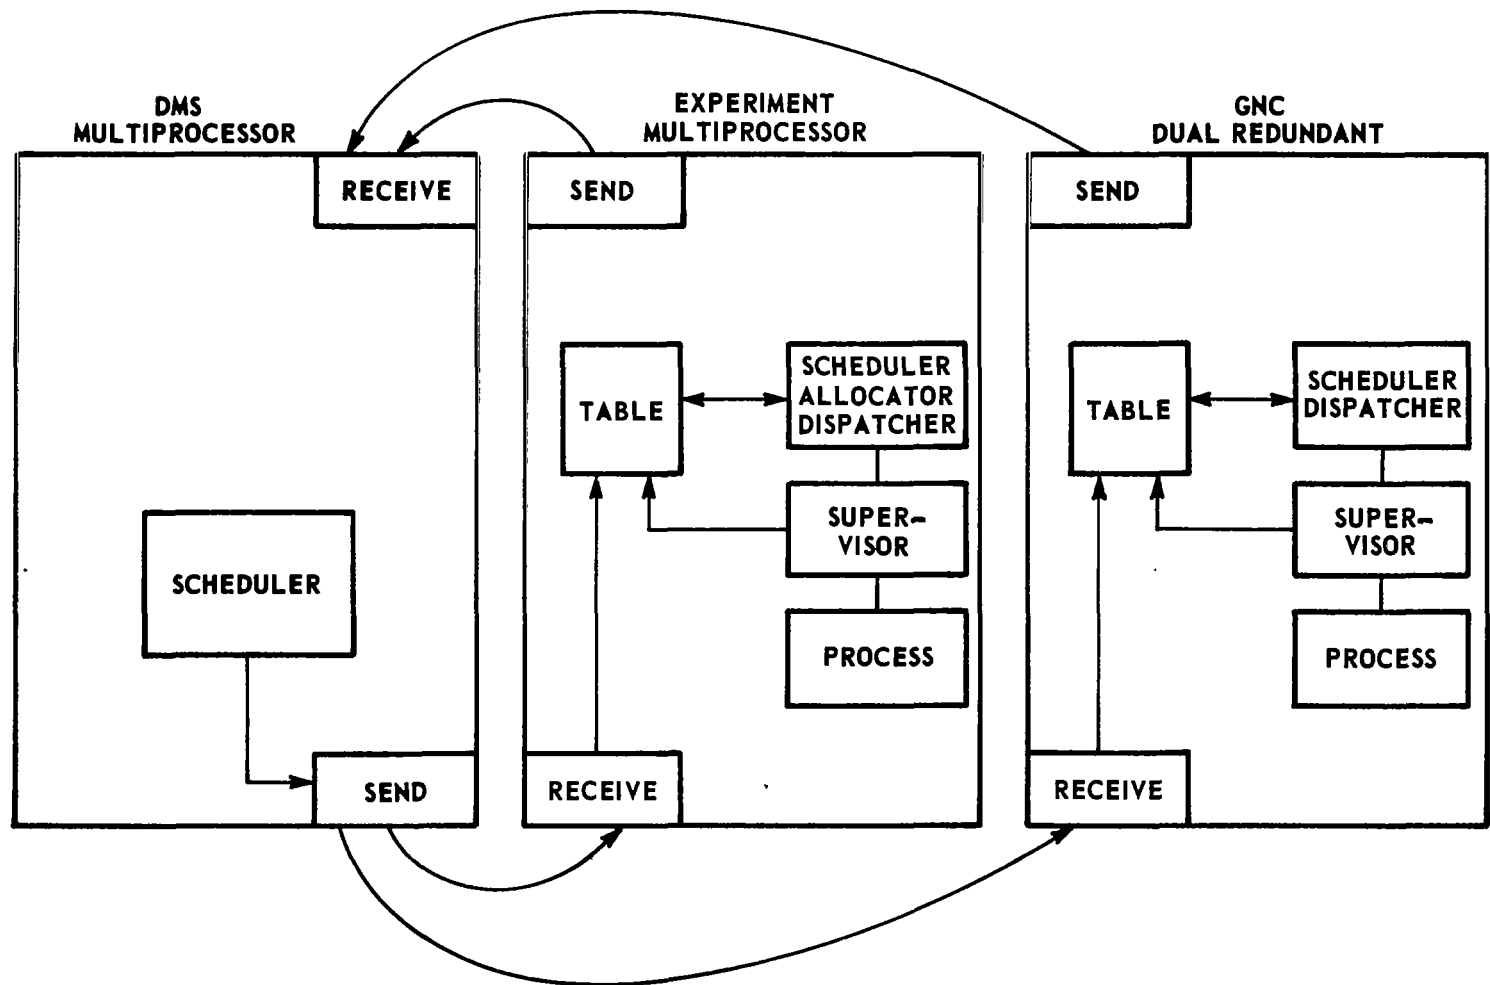 DMS
MULTIPROCESSOR
EXPERIMENT
MULTIPROCESSOR
GNC
DUAL REDUNDANT
RECEIVE
SEND
SEND
TABLE
SCHEDULER
ALLOCATOR
DISPATCHER
TABLE
SCHEDULER
DISPATCHER
SCHEDULER
SUPER-
VISOR
SUPER-
VISOR
PROCESS
PROCESS
SEND
RECEIVE
RECEIVE